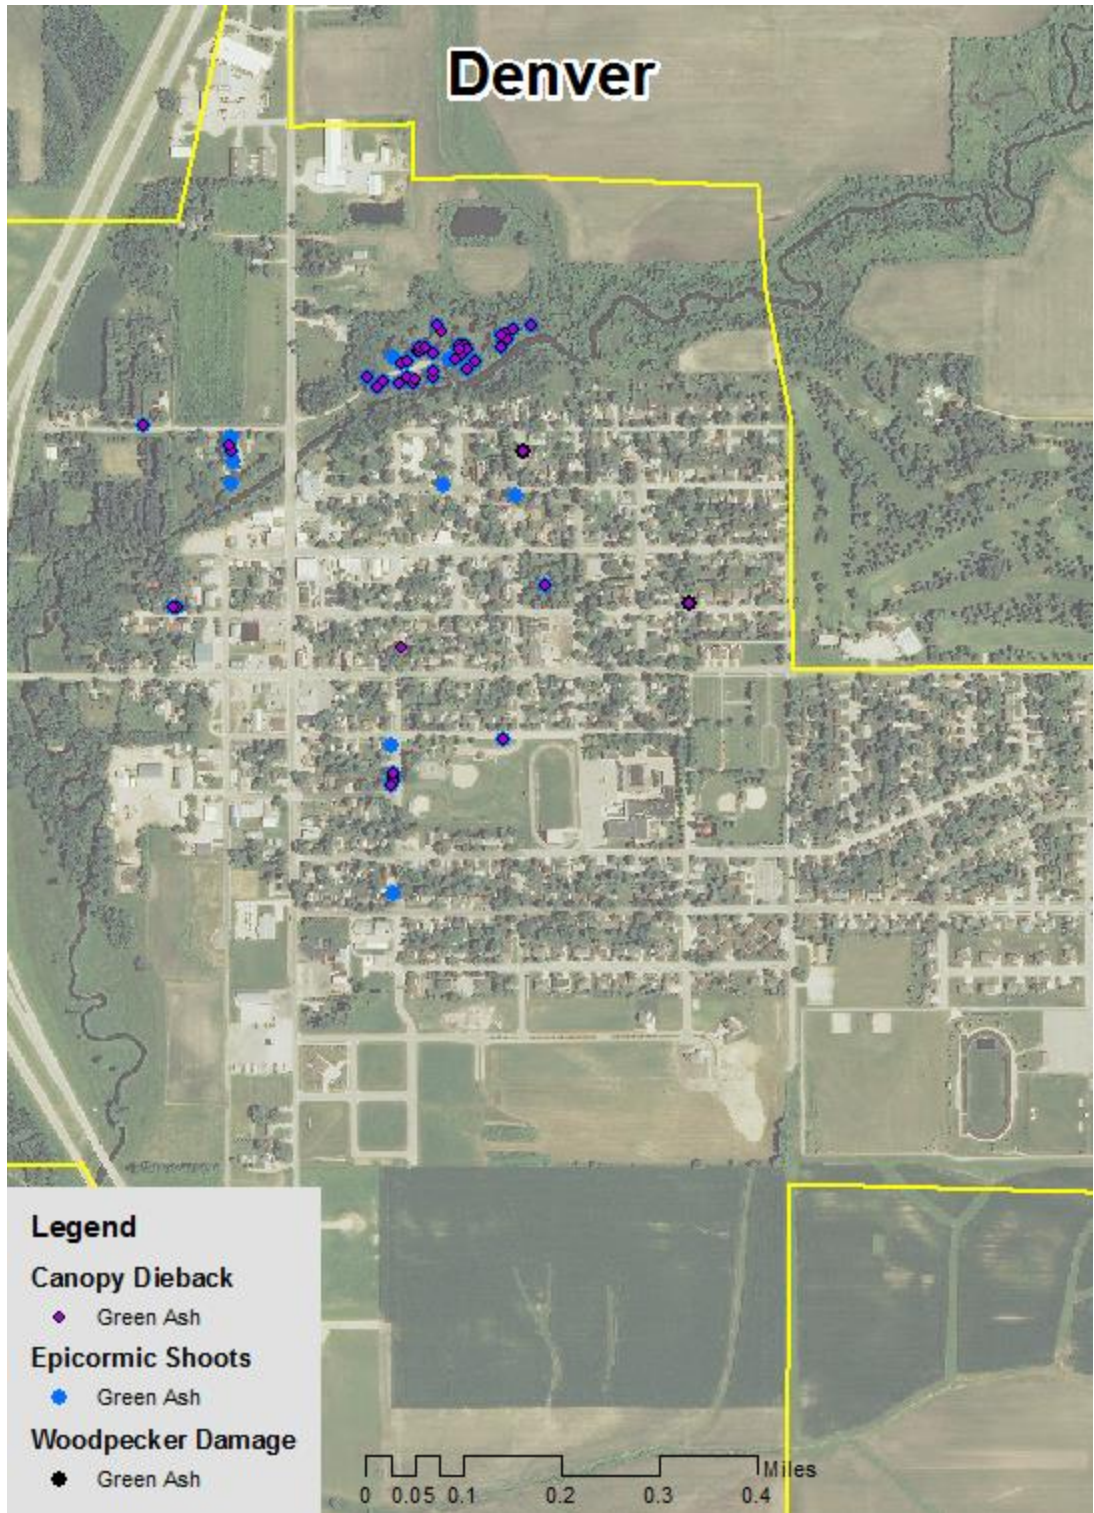 Denver
Legend
Canopy Dieback
Green Ash
Epicormic Shoots
Green Ash
Woodpecker Damage
Green Ash
Miles
0 0.05 0.1 0.2 0.3 0.4